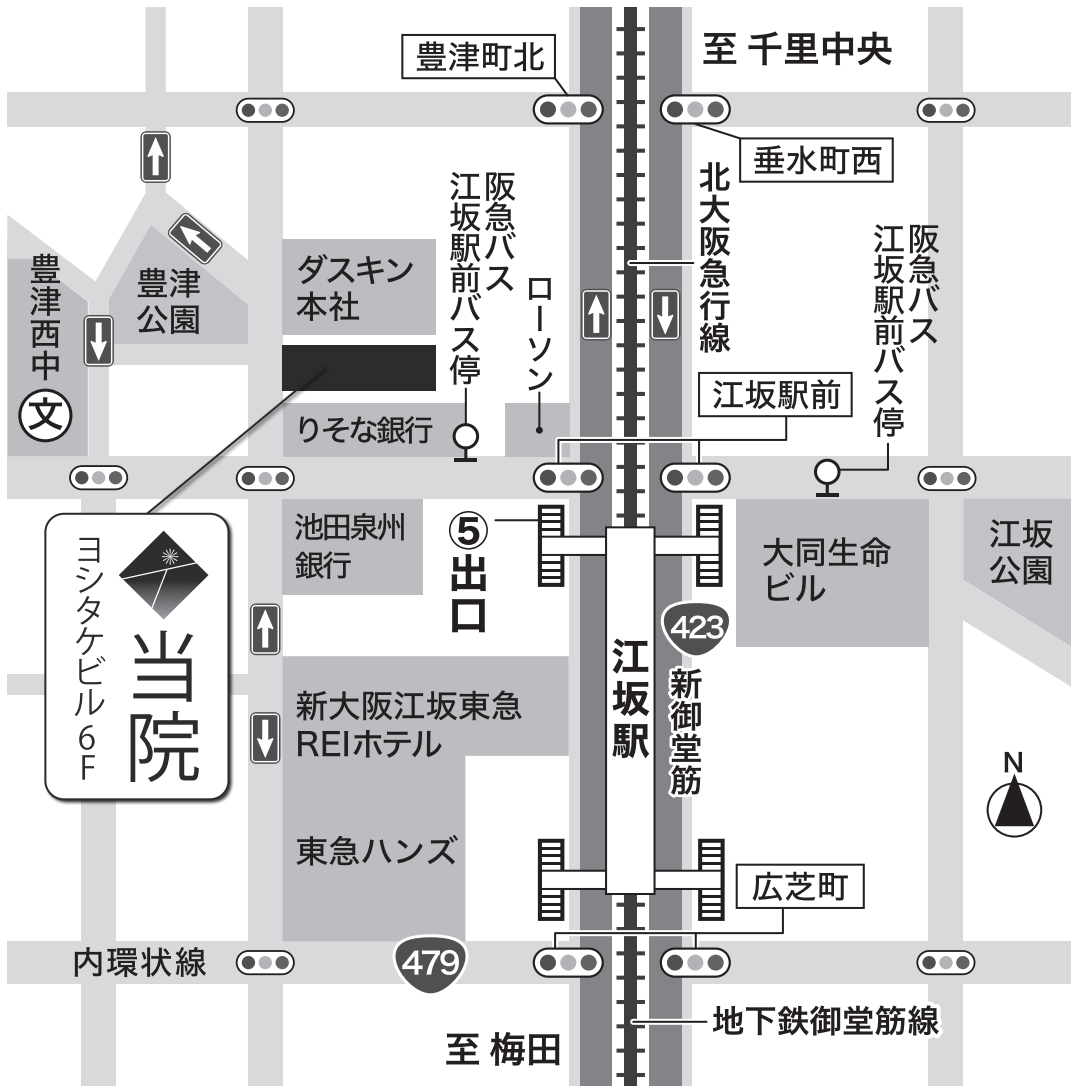 豊津町北
至 千里中央
垂水町西
北大阪急行線
阪急バス
江坂駅前バス停
阪急バス
江坂駅前バス停
豊津西中
文
豊津
公園
ダスキン
本社
ローソン
江坂駅前
りそな銀行
ヨシタケビル6F
当院
池田泉州
銀行
⑤出口
大同生命
ビル
江坂
公園
423
新御堂筋
江坂駅
新大阪江坂東急
REIホテル
東急ハンズ
N
広芝町
内環状線
479
至 梅田
地下鉄御堂筋線